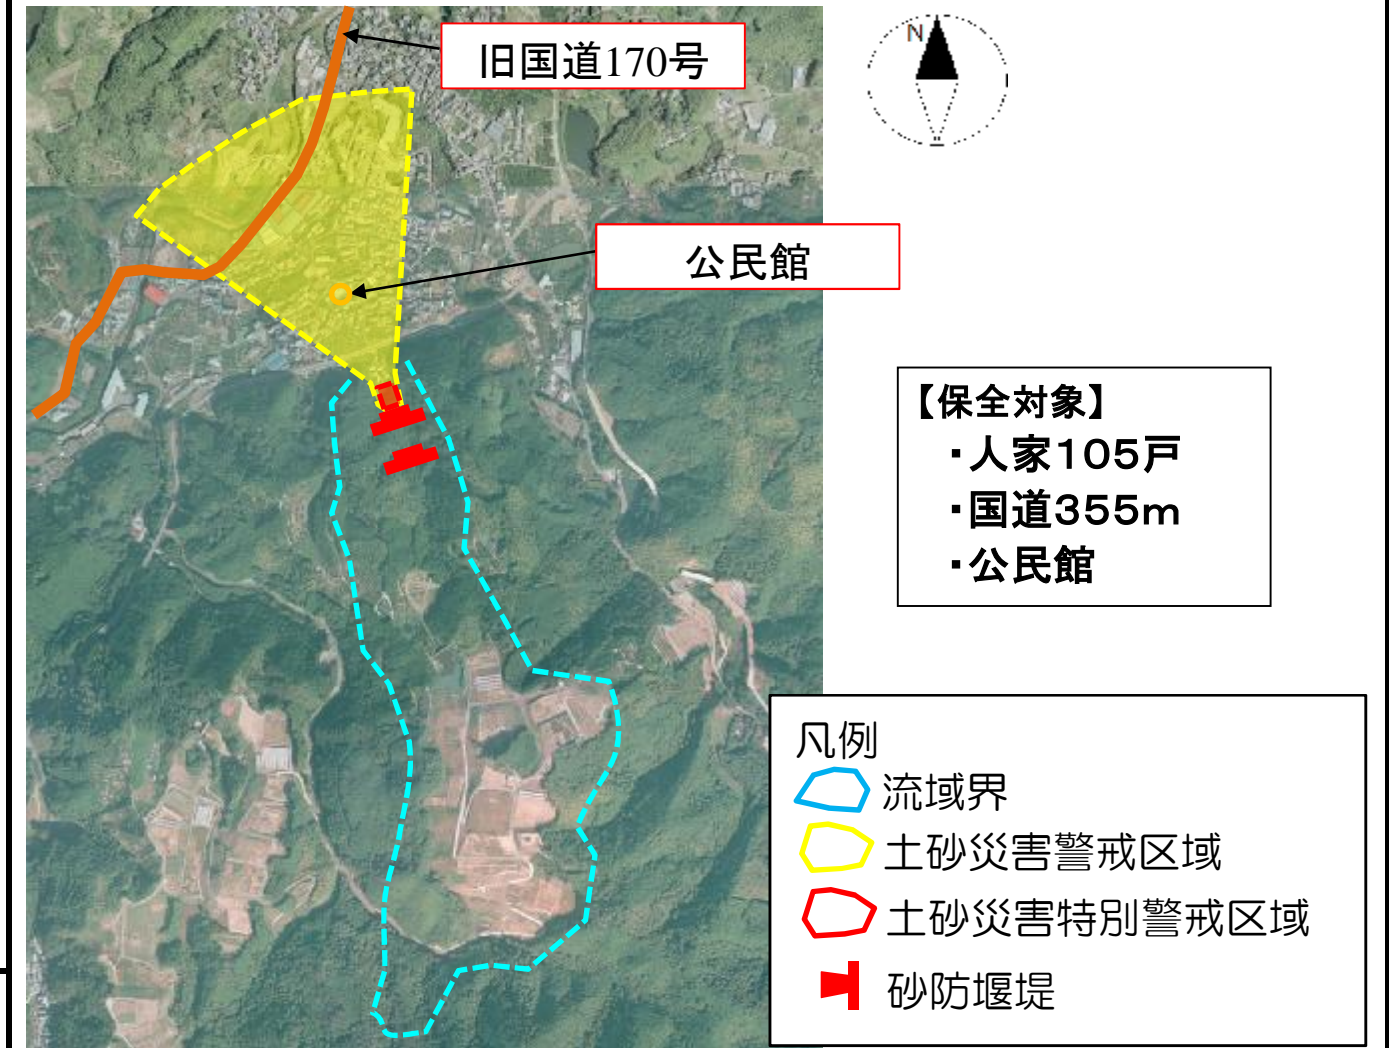 旧国道170号
N
公民館
【保全対象】
・人家105戸
・国道355m
・公民館
凡例
流域界
土砂災害警戒区域
土砂災害特別警戒区域
砂防堰堤